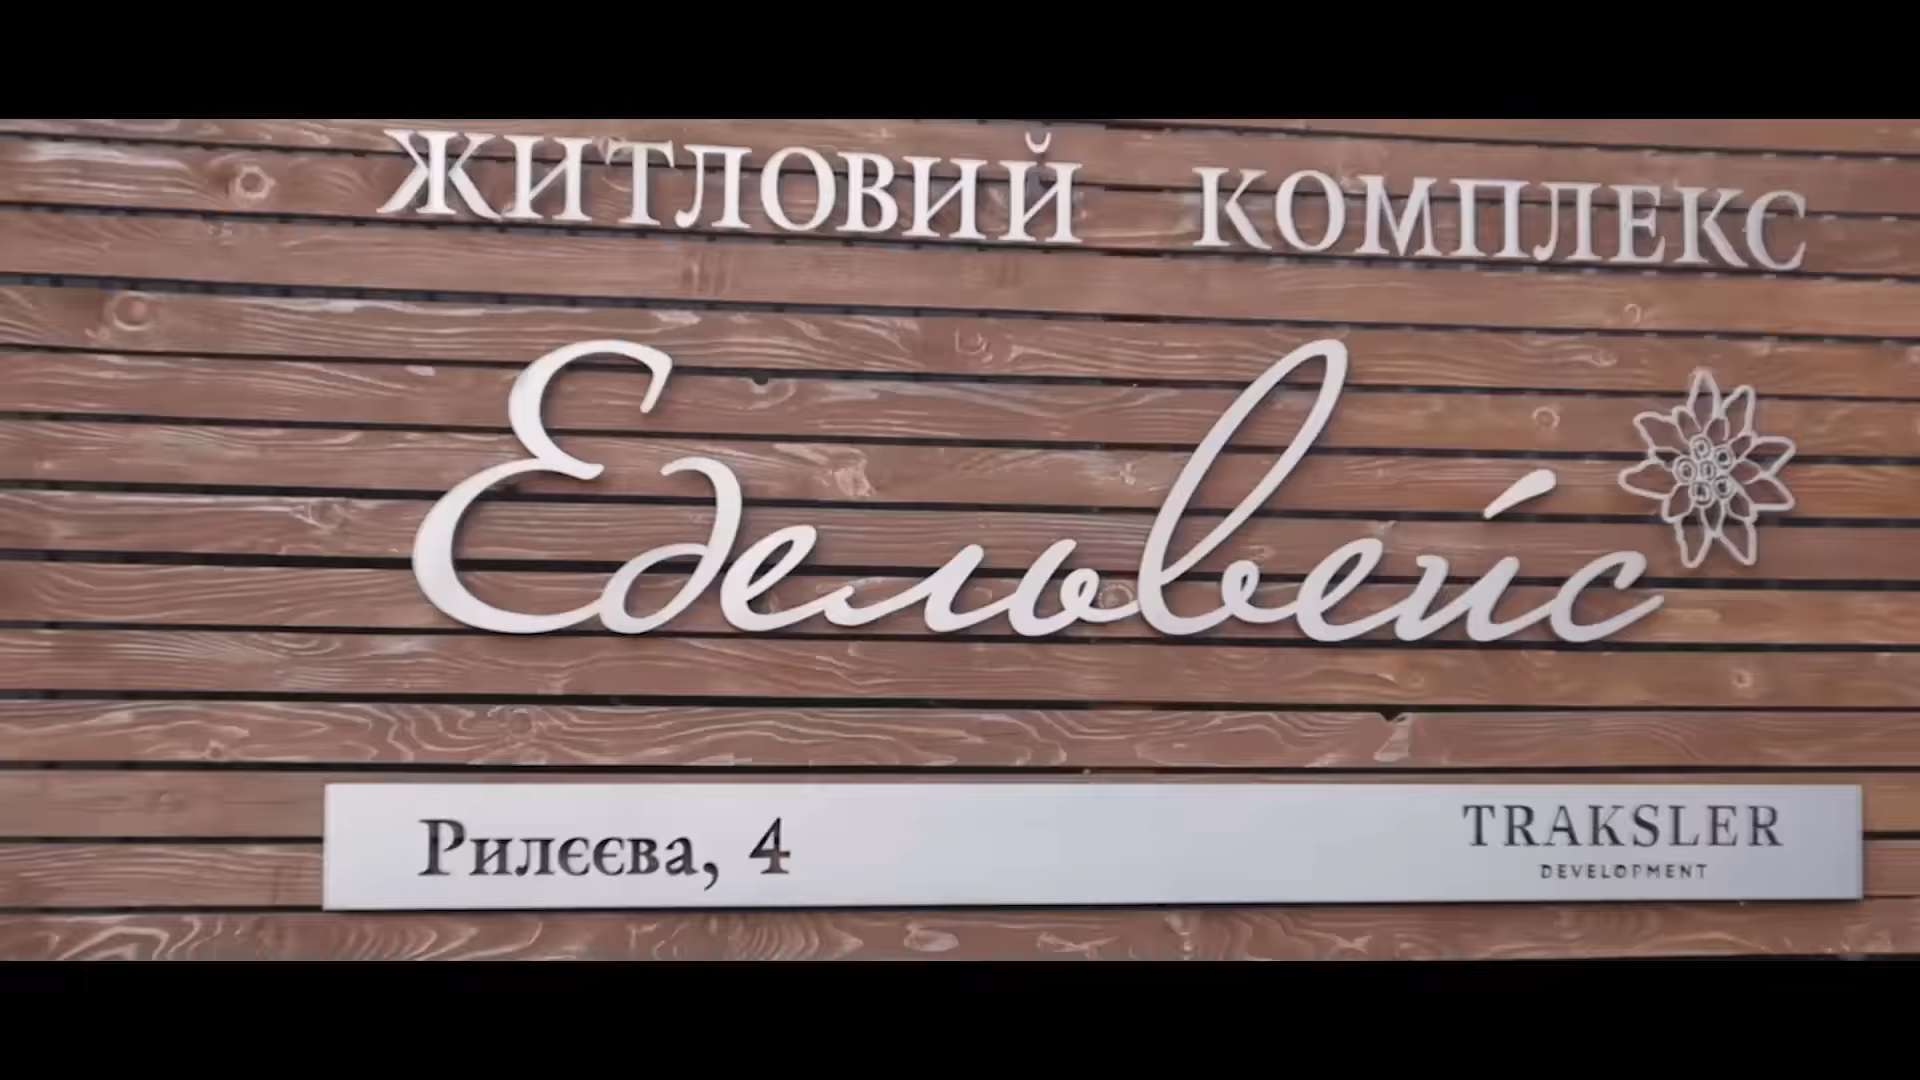 ЖИТЛОВИЙ КОМПЛЕКС
Едельвейс
Рилєєва, 4
TRAKSLER
DEVELOPMENT